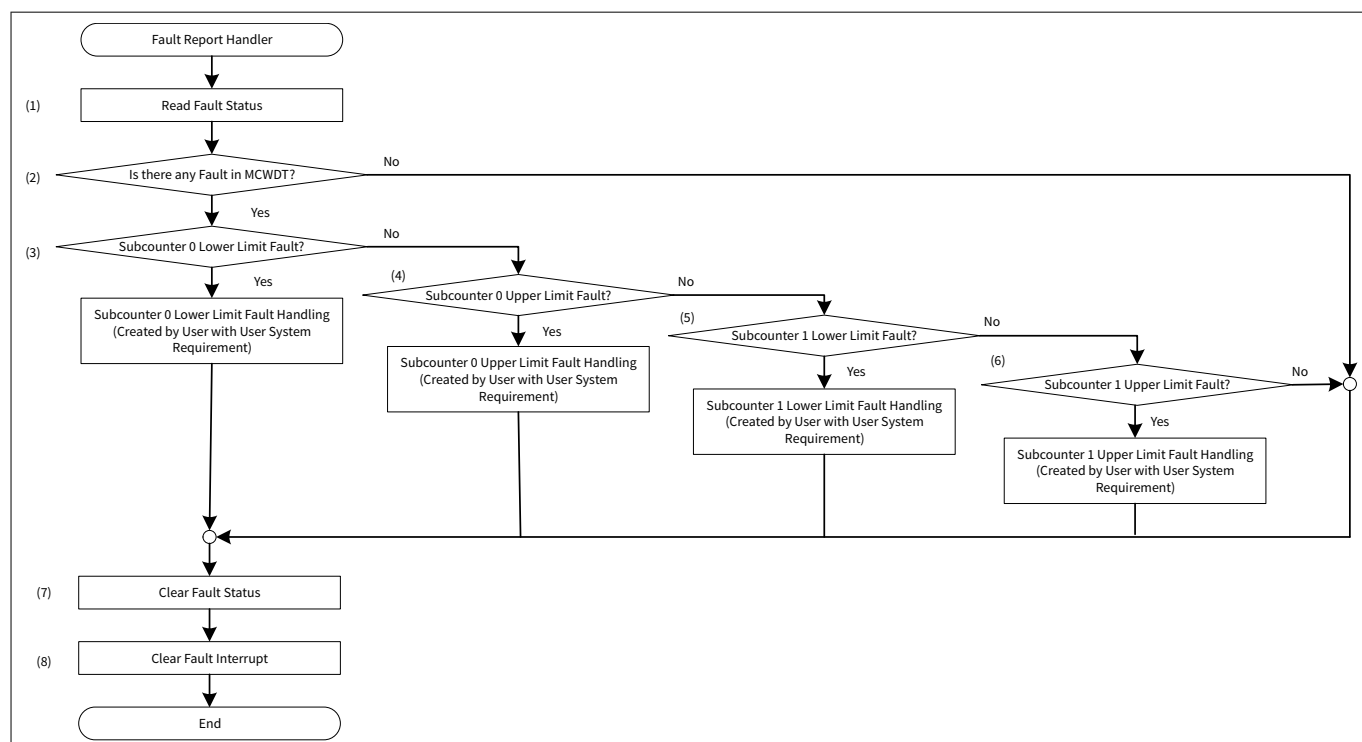 Fault Report Handler
(1)
Read Fault Status
No
(2)
Is there any Fault in MCWDT?
Yes
(3)
Subcounter 0 Lower Limit Fault?
No
Yes
Subcounter 0 Lower Limit Fault Handling
(Created by User with User System
Requirement)
(4)
Subcounter 0 Upper Limit Fault?
No
Yes
Subcounter 0 Upper Limit Fault Handling
(Created by User with User System
Requirement)
(5)
Subcounter 1 Lower Limit Fault?
No
Yes
Subcounter 1 Lower Limit Fault Handling
(Created by User with User System
Requirement)
(6)
Subcounter 1 Upper Limit Fault?
No
Yes
Subcounter 1 Upper Limit Fault Handling
(Created by User with User System
Requirement)
(7)
Clear Fault Status
(8)
Clear Fault Interrupt
End